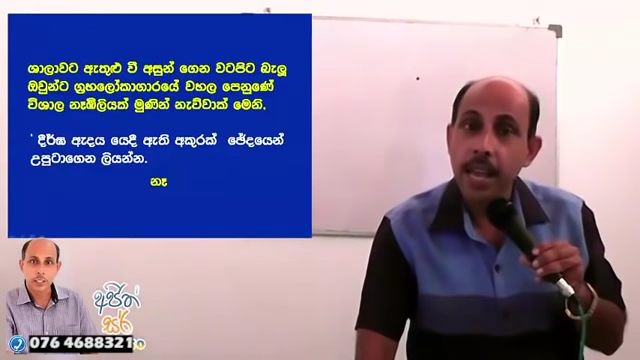 ශාලාවට ඇතුළු වී අසුන් ගෙන වටපිට බැලූ
ඔවුන්ට ග්‍රහලෝකාගාරයේ වහල පෙනුණේ
විශාල නෑඹිලියක් මුණින් නැව්වාක් මෙනි,
' දීර්ඝ ඇදය යෙදී ඇති අකුරක් ඡේදයෙන්
උපුටාගෙන ලියන්න.
නෑ
අජිත්
සර්
076 4688321